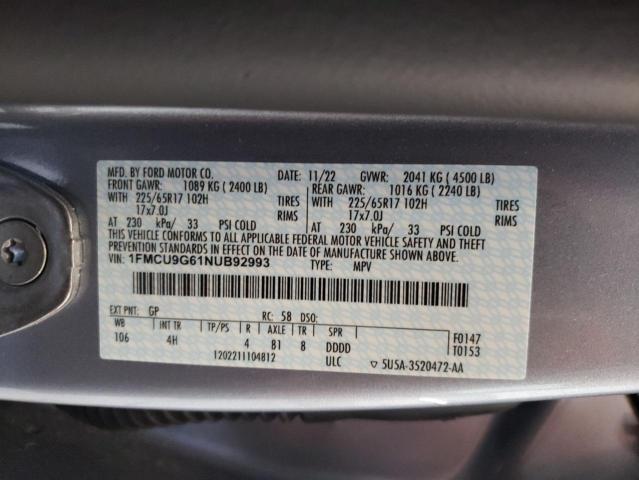 MFD. BY FORD MOTOR CO. DATE: 11/22 GVWR: 2041 KG ( 4500 LB)
FRONT GAWR: 1089 KG ( 2400 LB) REAR GAWR: 1016 KG ( 2240 LB)
WITH 225/65R17 102H TIRES WITH 225/65R17 102H TIRES
17x7.0J RIMS 17x7.0J RIMS
AT 230 kPa/ 33 PSI COLD AT 230 kPa/ 33 PSI COLD
THIS VEHICLE CONFORMS TO ALL APPLICABLE FEDERAL MOTOR VEHICLE SAFETY AND THEFT
PREVENTION STANDARDS IN EFFECT ON THE DATE OF MANUFACTURE SHOWN ABOVE.
VIN: 1FMCU9G61NUB92993 TYPE: MPV
EXT PNT: GP RC: 58 DSO:
WB INT TR TP/PS R AXLE TR SPR F0147
106 4H 4 81 8 DDDD T0153
1202211104812 ULC ▽ 5U5A-3520472-AA